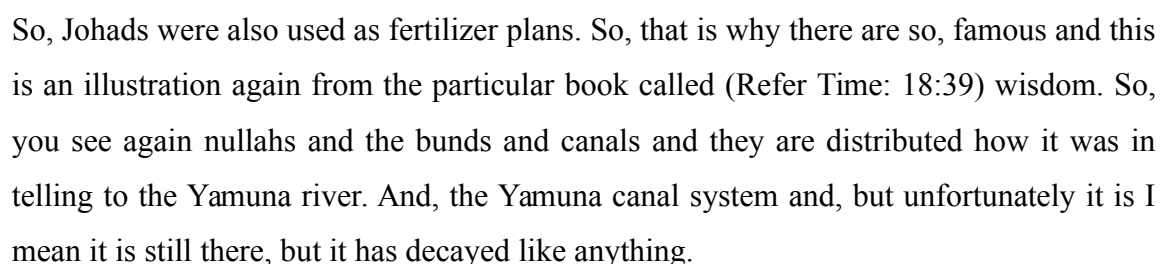 So, Johads were also used as fertilizer plans. So, that is why there are so, famous and this
is an illustration again from the particular book called (Refer Time: 18:39) wisdom. So,
you see again nullahs and the bunds and canals and they are distributed how it was in
telling to the Yamuna river. And, the Yamuna canal system and, but unfortunately it is I
mean it is still there, but it has decayed like anything.